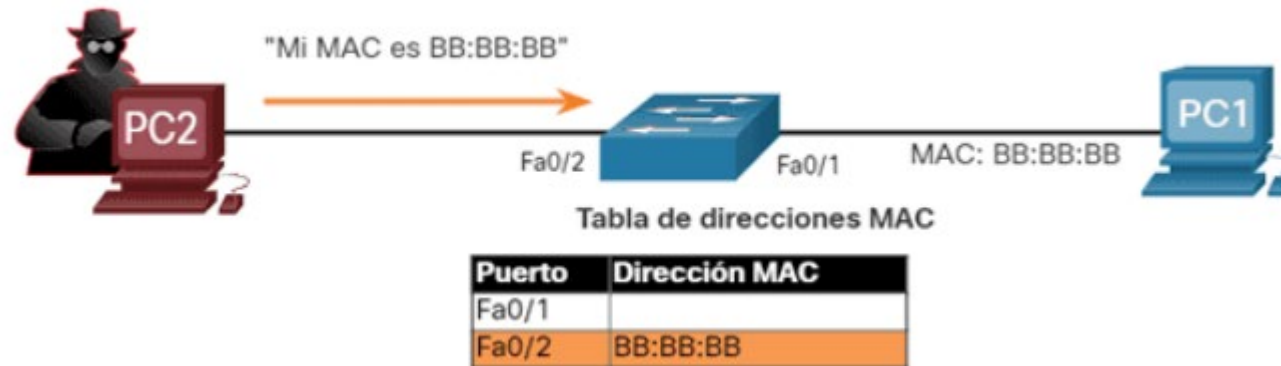 "Mi MAC es BB:BB:BB"
PC2
PC1
Fa0/2
Fa0/1
MAC: BB:BB:BB
Tabla de direcciones MAC
Puerto Dirección MAC
Fa0/1
Fa0/2 BB:BB:BB